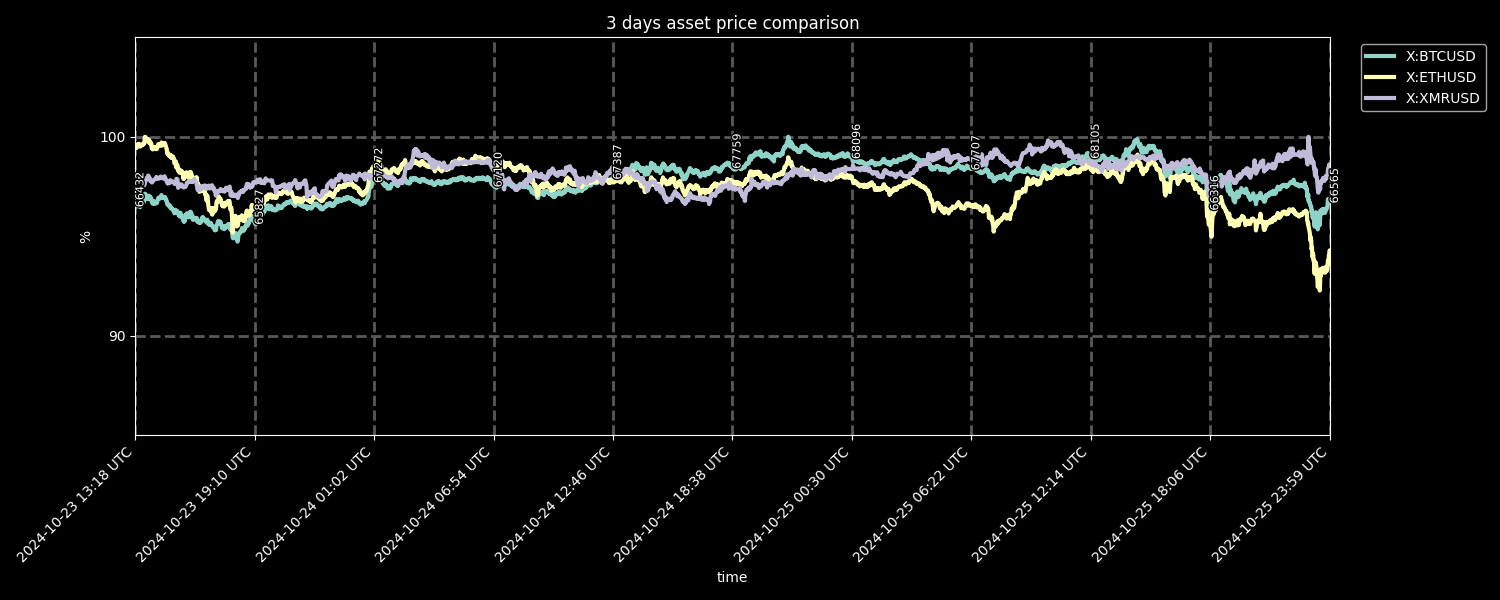 3 days asset price comparison
X:BTCUSD
X:ETHUSD
X:XMRUSD
100
90
%
66432
65827
67272
67120
67387
67759
68096
67707
68105
66316
66565
2024-10-23 13:18 UTC
2024-10-23 19:10 UTC
2024-10-24 01:02 UTC
2024-10-24 06:54 UTC
2024-10-24 12:46 UTC
2024-10-24 18:38 UTC
2024-10-25 00:30 UTC
2024-10-25 06:22 UTC
2024-10-25 12:14 UTC
2024-10-25 18:06 UTC
2024-10-25 23:59 UTC
time